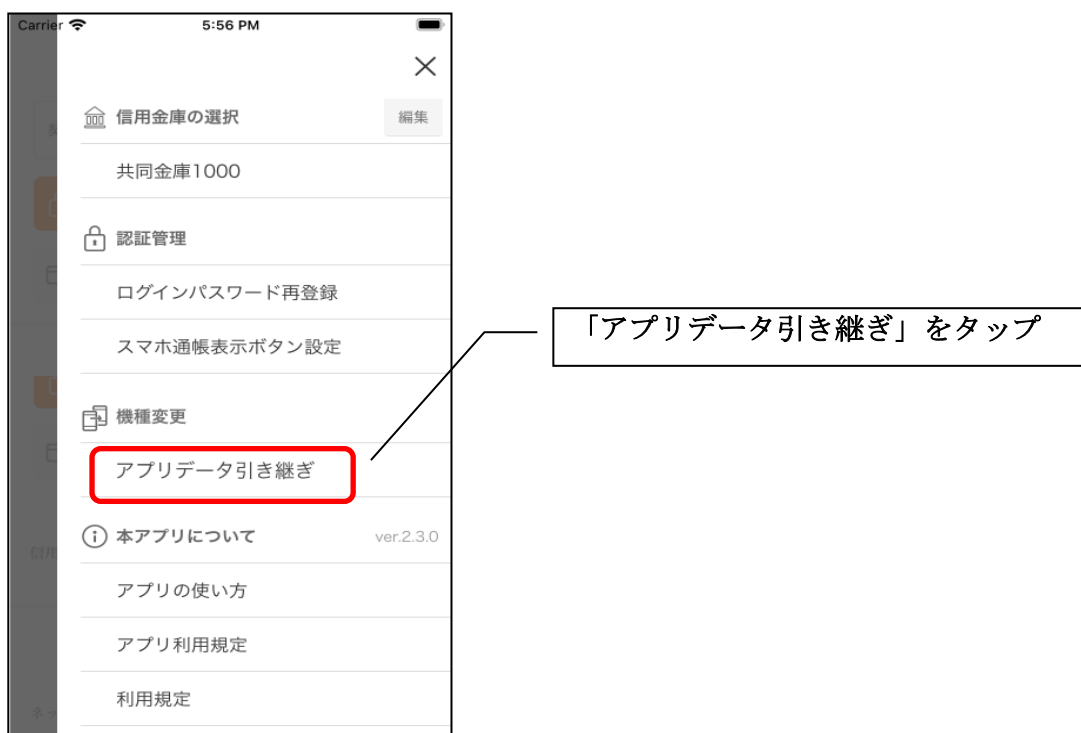 Carrier 5:56 PM
信用金庫の選択 編集
共同金庫1000
認証管理
ログインパスワード再登録
スマホ通帳表示ボタン設定
「アプリデータ引き継ぎ」をタップ
機種変更
アプリデータ引き継ぎ
本アプリについて ver.2.3.0
アプリの使い方
アプリ利用規定
利用規定